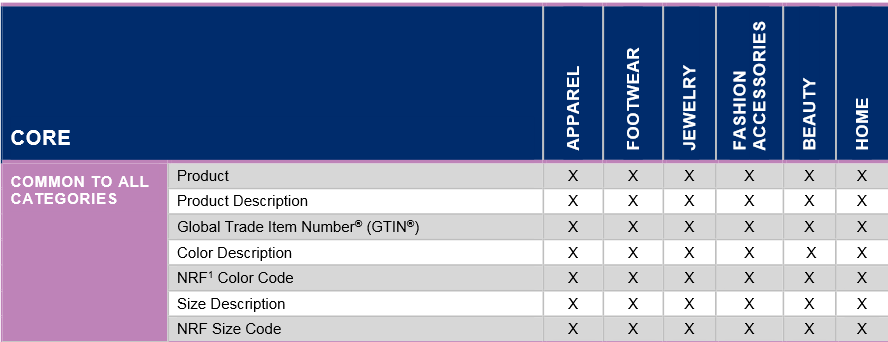 CORE
APPAREL
FOOTWEAR
JEWELRY
FASHION
ACCESSORIES
BEAUTY
HOME
COMMON TO ALL
CATEGORIES
Product X X X X X X
Product Description X X X X X X
Global Trade Item Number® (GTIN®) X X X X X X
Color Description X X X X X X
NRF¹ Color Code X X X X X X
Size Description X X X X X X
NRF Size Code X X X X X X